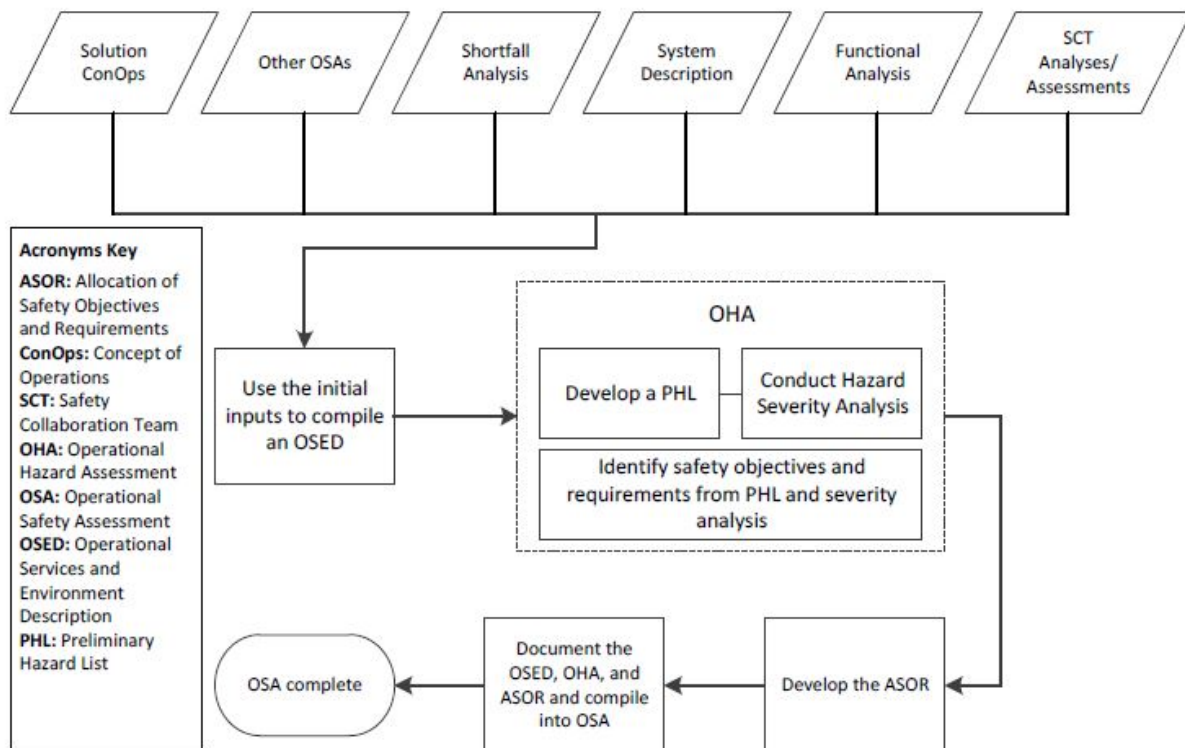 Solution
ConOps
Other OSAs
Shortfall
Analysis
System
Description
Functional
Analysis
SCT
Analyses/
Assessments
Acronyms Key
ASOR: Allocation of
Safety Objectives
and Requirements
ConOps: Concept of
Operations
SCT: Safety
Collaboration Team
OHA: Operational
Hazard Assessment
OSA: Operational
Safety Assessment
OSED: Operational
Services and
Environment
Description
PHL: Preliminary
Hazard List
Use the initial
inputs to compile
an OSED
OHA
Develop a PHL
Conduct Hazard
Severity Analysis
Identify safety objectives and
requirements from PHL and severity
analysis
Develop the ASOR
Document the
OSED, OHA, and
ASOR and compile
into OSA
OSA complete